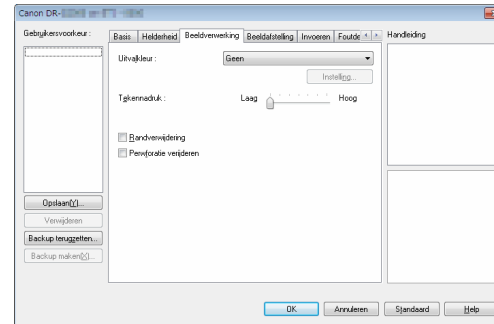 Canon DR-
Gebruikersvoorkeur :
Basis Helderheid Beeldverwerking Beeldafstelling Invoeren Foutde
Handleiding
Uitvalkleur :
Geen
Instelling...
Tekennadruk :
Laag
Hoog
Randverwijdering
Perwforatie verijderen
Opslaan(Y)...
Verwijderen
Backup terugzetten...
Backup maken(X)...
OK
Annuleren
Standaard
Help